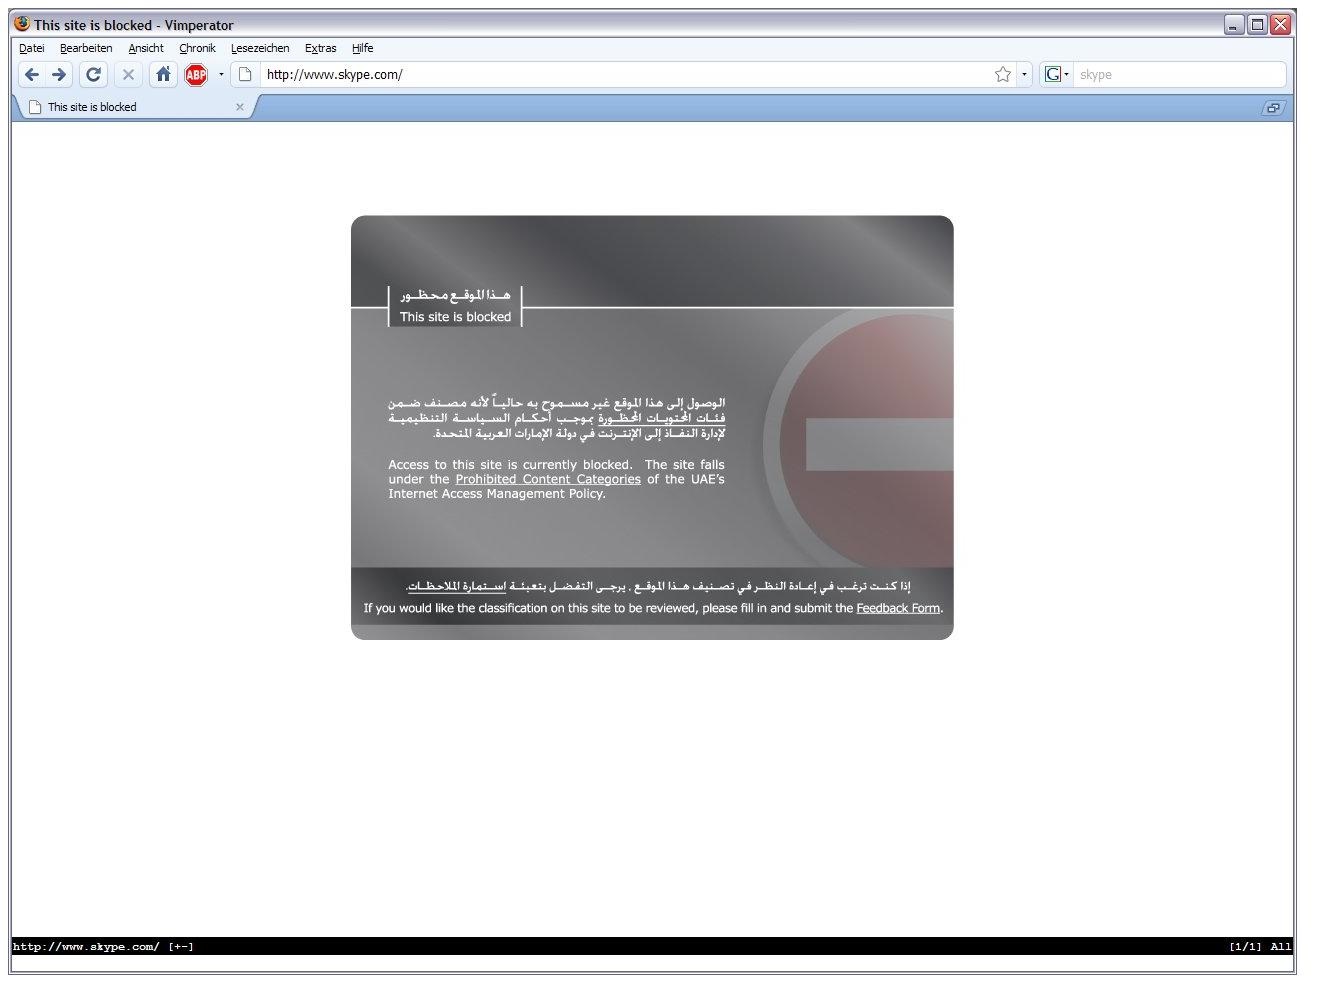 This site is blocked - Vimperator
Datei Bearbeiten Ansicht Chronik Lesezeichen Extras Hilfe
ABP http://www.skype.com/ G skype
This site is blocked
هذا الموقع محظور
This site is blocked
الوصول إلى هذا الموقع غير مسموح به حالياً لأنه مصنف ضمن
فئات المحتويات المحظورة بموجب أحكام السياسة التنظيمية
لإدارة النفاذ إلى الإنترنت في دولة الإمارات العربية المتحدة.
Access to this site is currently blocked. The site falls
under the Prohibited Content Categories of the UAE's
Internet Access Management Policy.
إذا كنت ترغب في إعادة النظر في تصنيف هذا الموقع ، يرجى التفضل بتعبئة استمارة الملاحظات.
If you would like the classification on this site to be reviewed, please fill in and submit the Feedback Form.
http://www.skype.com/ [+-] [1/1] All